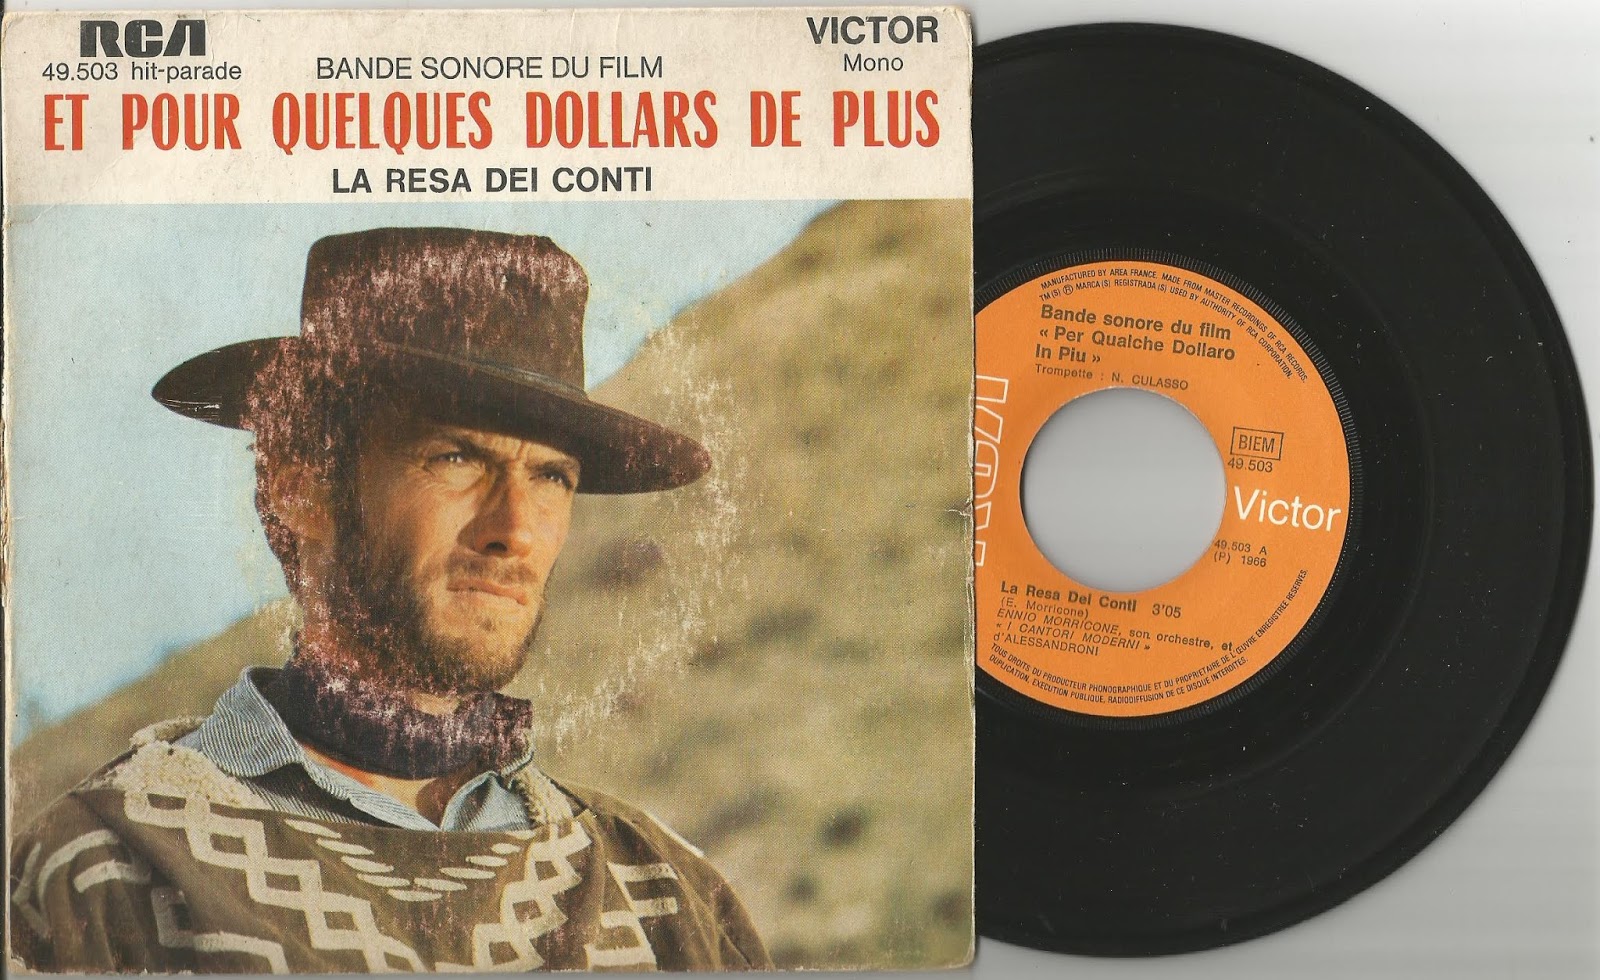 RCA
VICTOR
49.503 hit-parade
BANDE SONORE DU FILM
Mono
ET POUR QUELQUES DOLLARS DE PLUS
LA RESA DEI CONTI
MANUFACTURED BY AREA FRANCE. MADE FROM MASTER RECORDINGS OF RCA RECORDS.
TM(S) ® MARCA(S) REGISTRADA(S) USED BY AUTHORITY OF RCA CORPORATION.
Bande sonore du film
« Per Qualche Dollaro
In Piu »
Trompette : N. CULASSO
BIEM
49.503
Victor
49.503 A
(P) 1966
La Resa Dei Conti 3'05
(E. Morricone)
ENNIO MORRICONE, son orchestre, et
« I CANTORI MODERNI »
d'ALESSANDRONI
TOUS DROITS DU PRODUCTEUR PHONOGRAPHIQUE ET DU PROPRIETAIRE DE L'ŒUVRE ENREGISTREE RESERVES.
DUPLICATION, EXECUTION PUBLIQUE, RADIODIFFUSION DE CE DISQUE INTERDITES.